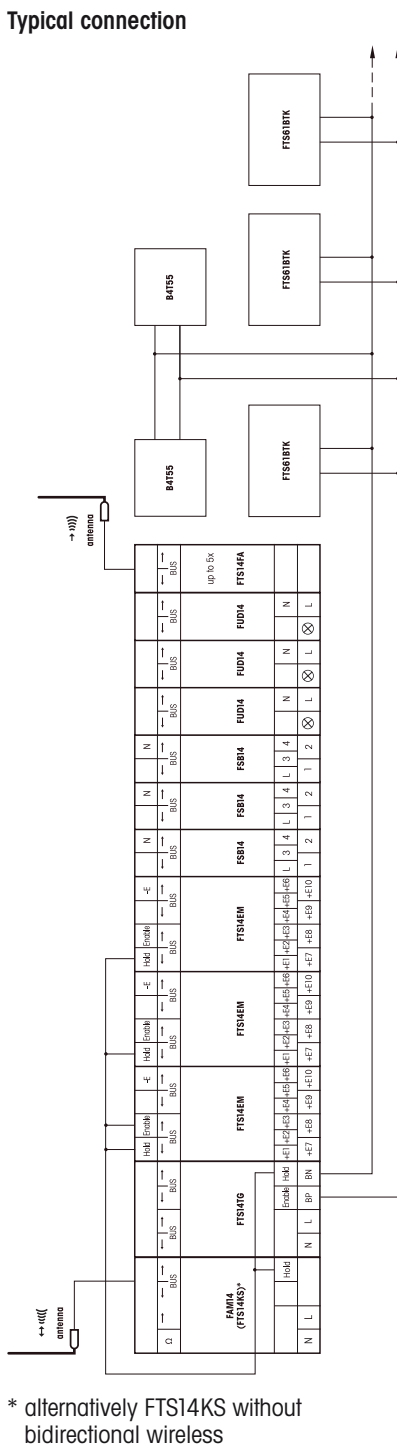 Typical connection
FTS61BTK
FTS61BTK
B4T55
FTS61BTK
B4T55
antenna
BUS up to 5x FTS14FA
BUS FUD14 N L
BUS FUD14 N L
BUS FUD14 N L
N BUS FSB14 L 3 4 1 2
N BUS FSB14 L 3 4 1 2
N BUS FSB14 L 3 4 1 2
Hold Enable -E BUS FTS14EM +E1 +E2 +E3 +E4 +E5 +E6 +E7 +E8 +E9 +E10
Hold Enable -E BUS FTS14EM +E1 +E2 +E3 +E4 +E5 +E6 +E7 +E8 +E9 +E10
Hold Enable -E BUS FTS14EM +E1 +E2 +E3 +E4 +E5 +E6 +E7 +E8 +E9 +E10
BUS BUS FTS14TG Enable Hold N L BP BN
antenna
Ω BUS FAM14
(FTS14KS)*
Hold
N L
* alternatively FTS14KS without
bidirectional wireless